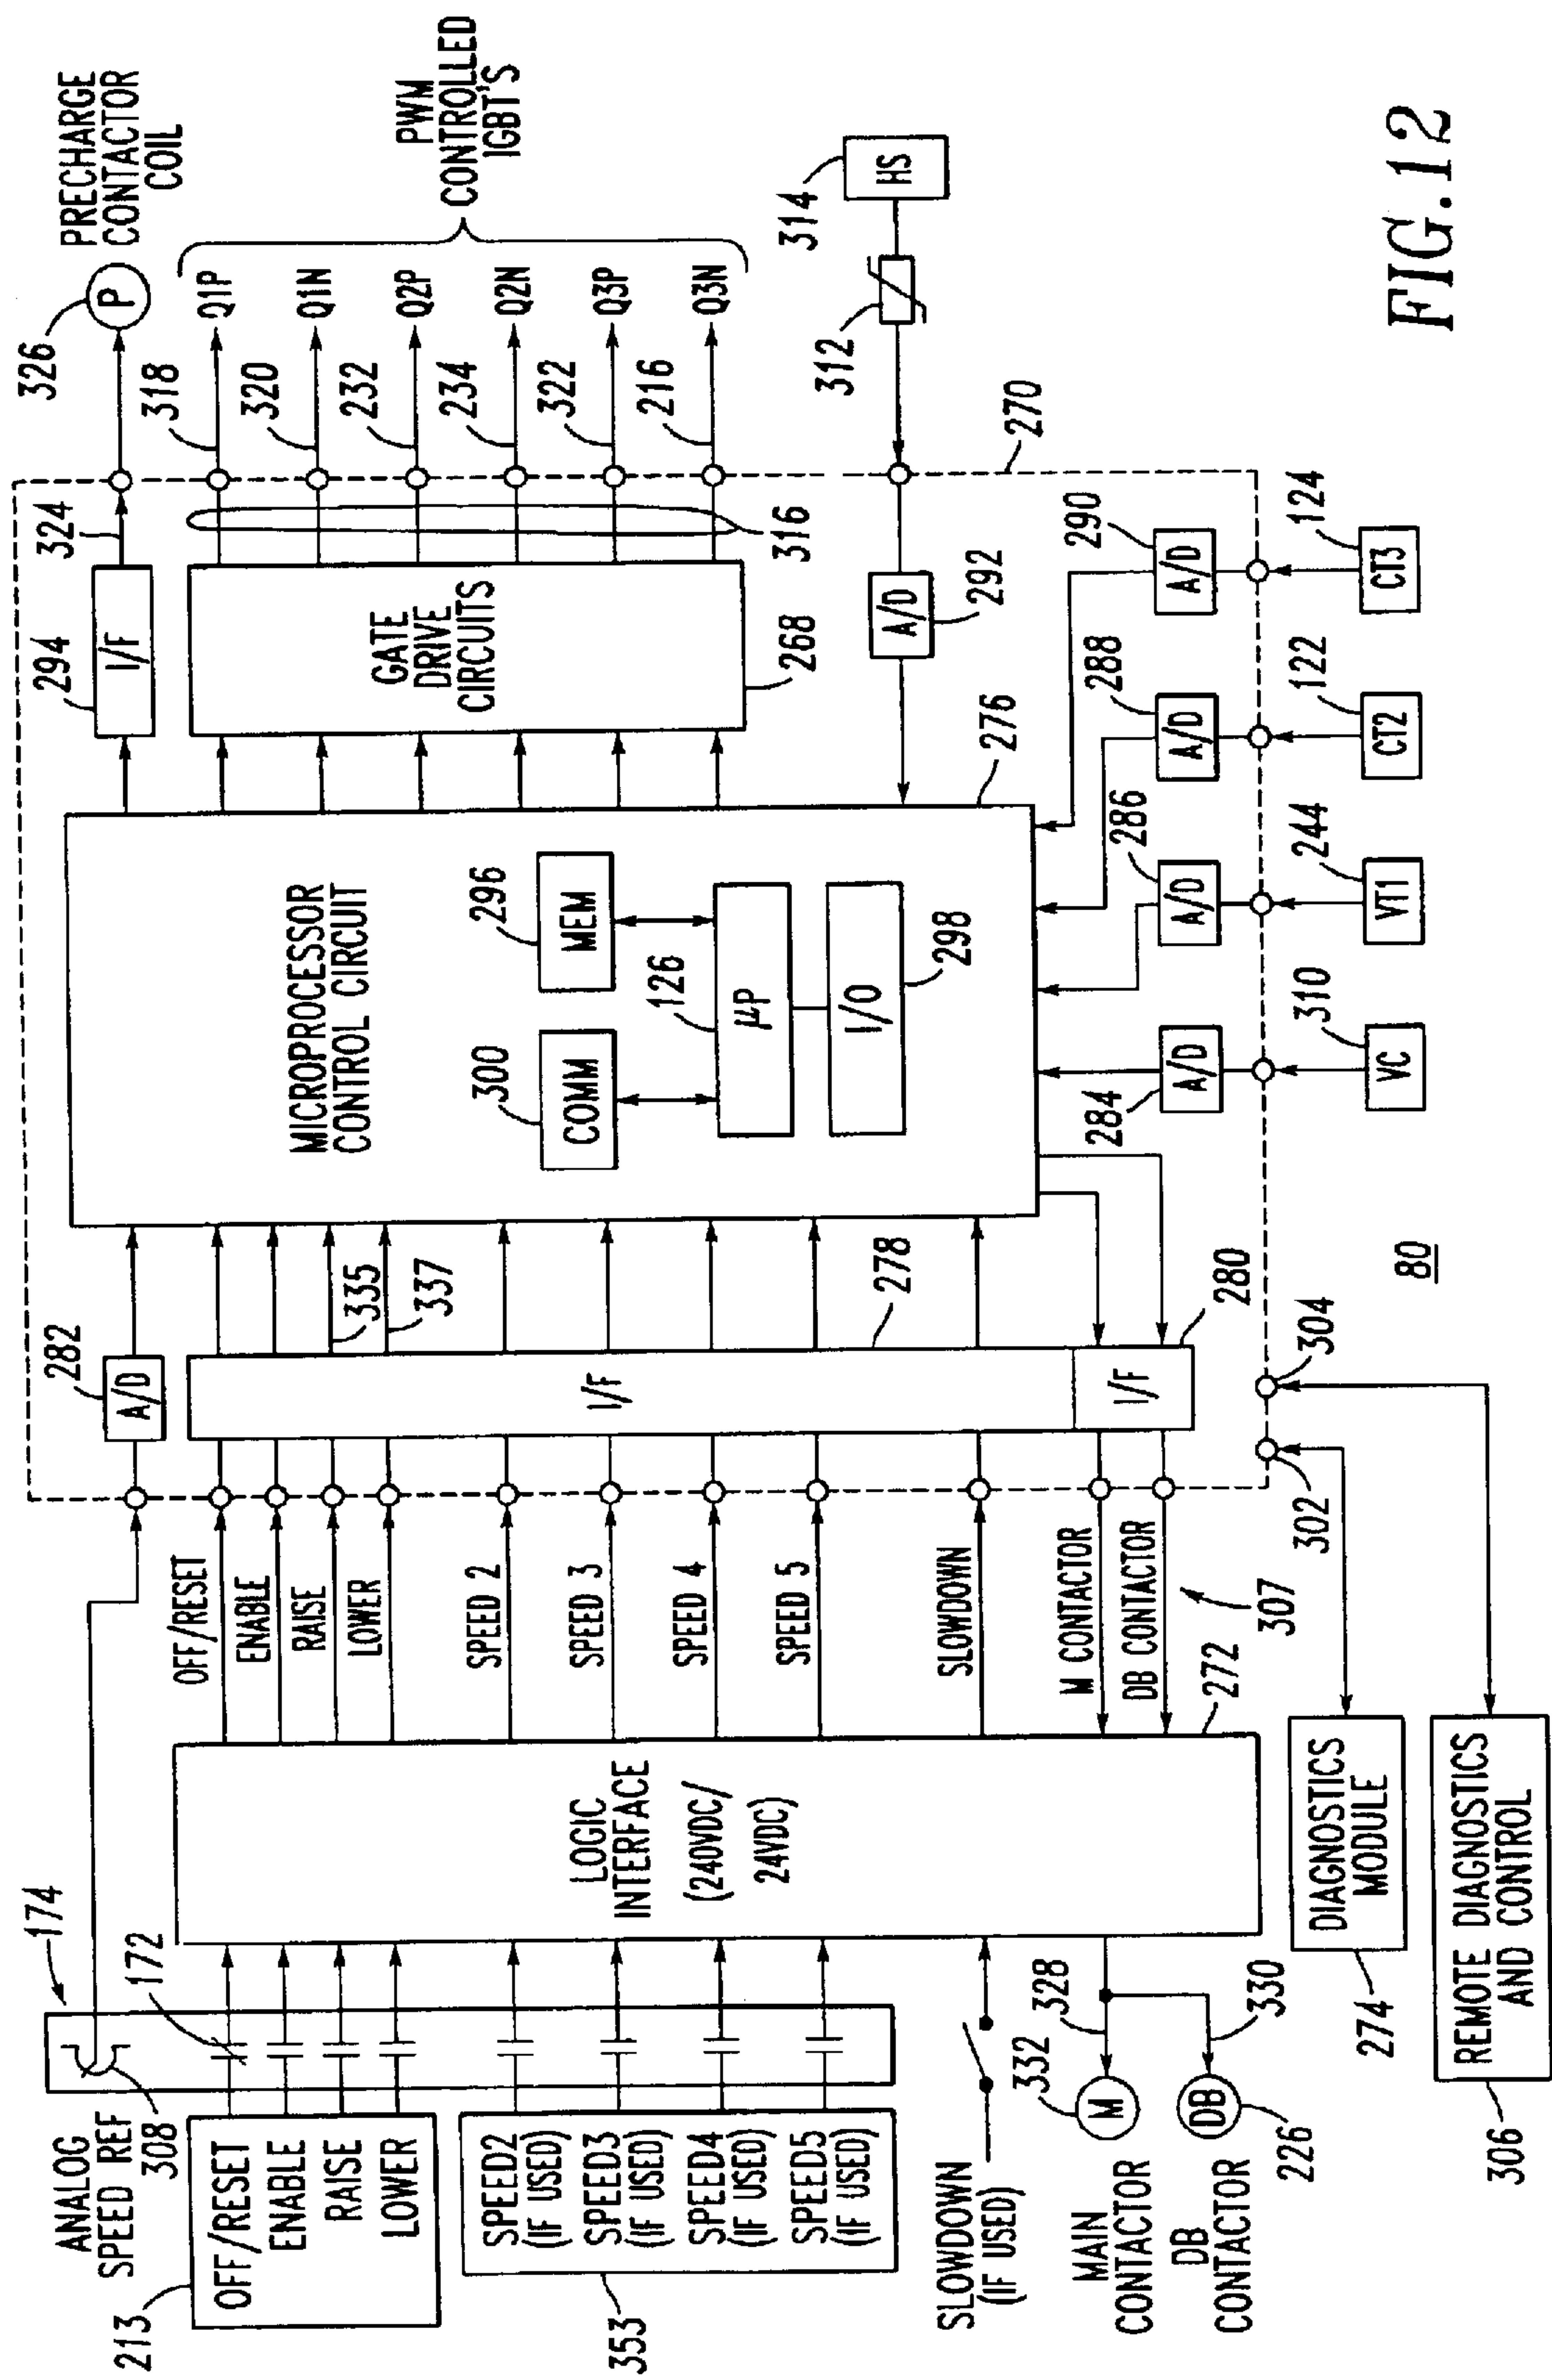 174
ANALOG
SPEED REF
308
172
213
OFF/RESET
ENABLE
RAISE
LOWER
353
SPEED2
(IF USED)
SPEED3
(IF USED)
SPEED4
(IF USED)
SPEED5
(IF USED)
SLOWDOWN
(IF USED)
MAIN
CONTACTOR
332
M
328
DB
CONTACTOR
DB
226
330
LOGIC
INTERFACE
(240VDC/
24VDC)
272
274
DIAGNOSTICS
MODULE
306
REMOTE DIAGNOSTICS
AND CONTROL
OFF/RESET
ENABLE
RAISE
LOWER
SPEED 2
SPEED 3
SPEED 4
SPEED 5
SLOWDOWN
M CONTACTOR
DB CONTACTOR
307
302
304
282
A/D
335
337
I/F
278
I/F
280
80
MICROPROCESSOR
CONTROL CIRCUIT
300
COMM
296
MEM
126
µP
I/O
298
276
284
A/D
286
A/D
288
A/D
290
A/D
310
VC
244
VT1
122
CT2
124
CT3
294
I/F
324
GATE
DRIVE
CIRCUITS
268
316
A/D
292
270
326
P
PRECHARGE
CONTACTOR
COIL
318
Q1P
320
Q1N
232
Q2P
234
Q2N
322
Q3P
216
Q3N
PWM
CONTROLLED
IGBT'S
312
314
HS
FIG.12